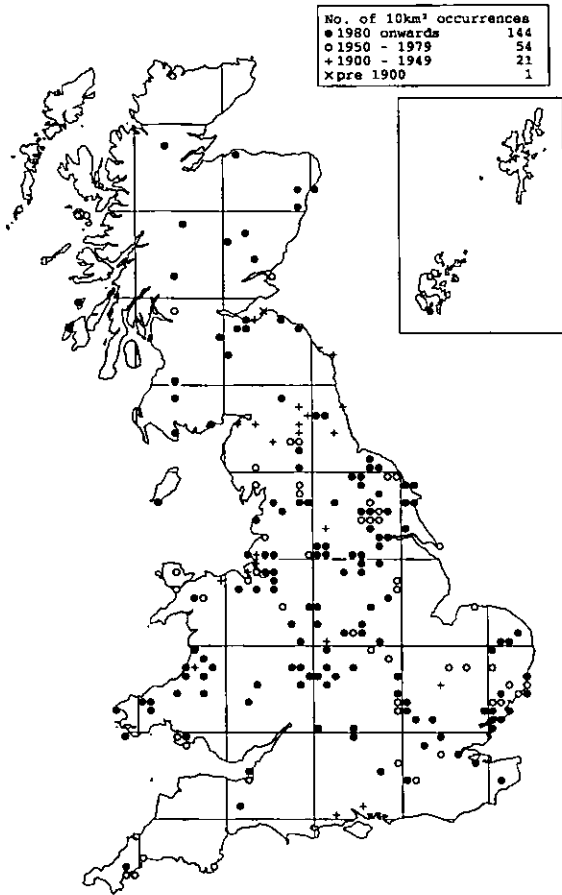 No. of 10km² occurrences
● 1980 onwards 144
○ 1950 - 1979 54
+ 1900 - 1949 21
× pre 1900 1